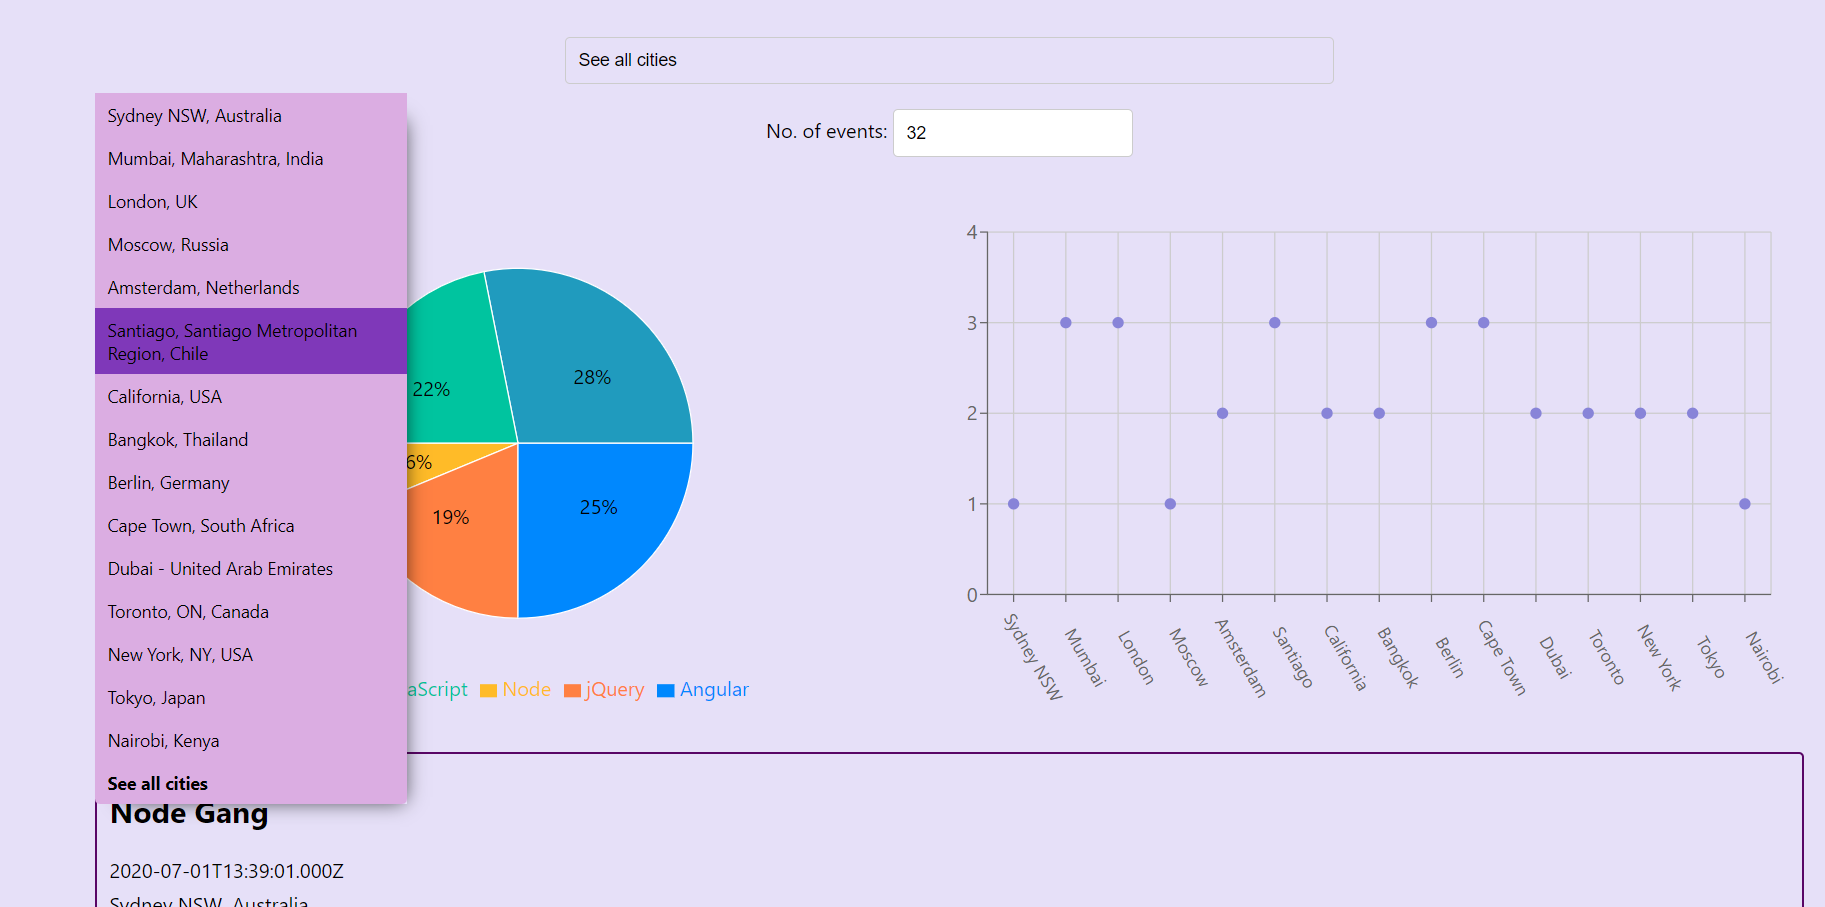 See all cities
No. of events: 32
Sydney NSW, Australia
Mumbai, Maharashtra, India
London, UK
Moscow, Russia
Amsterdam, Netherlands
Santiago, Santiago Metropolitan
Region, Chile
California, USA
Bangkok, Thailand
Berlin, Germany
Cape Town, South Africa
Dubai - United Arab Emirates
Toronto, ON, Canada
New York, NY, USA
Tokyo, Japan
Nairobi, Kenya
See all cities
28%
22%
6%
19%
25%
aScript Node jQuery Angular
4
3
2
1
0
Sydney NSW
Mumbai
London
Moscow
Amsterdam
Santiago
California
Bangkok
Berlin
Cape Town
Dubai
Toronto
New York
Tokyo
Nairobi
Node Gang
2020-07-01T13:39:01.000Z
Sydney NSW, Australia